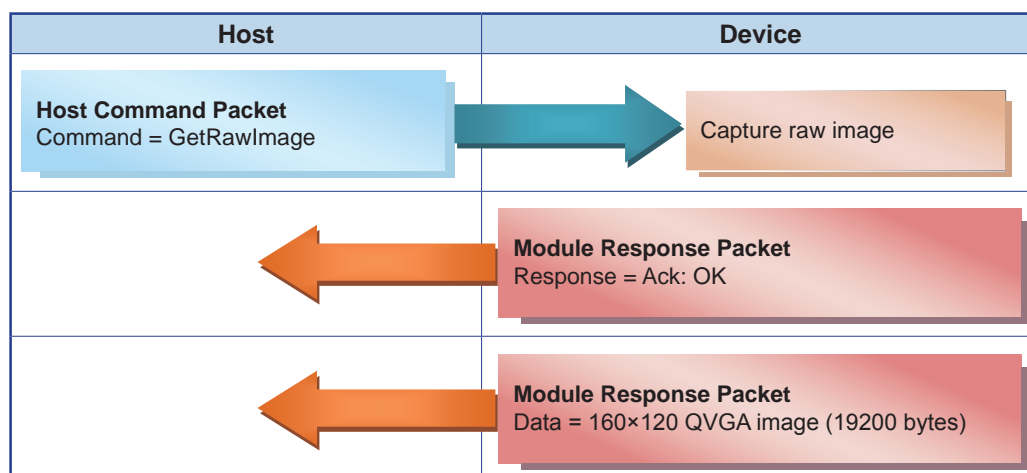 Host
Device
Host Command Packet
Command = GetRawImage
Capture raw image
Module Response Packet
Response = Ack: OK
Module Response Packet
Data = 160×120 QVGA image (19200 bytes)